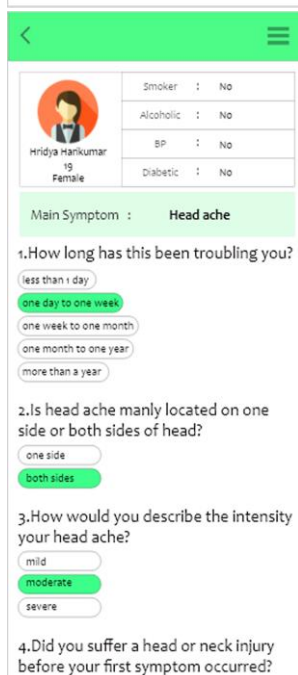 Smoker : No
Alcoholic : No
BP : No
Diabetic : No
Hridya Harikumar
19
Female
Main Symptom : Head ache
1.How long has this been troubling you?
less than 1 day
one day to one week
one week to one month
one month to one year
more than a year
2.Is head ache manly located on one
side or both sides of head?
one side
both sides
3.How would you describe the intensity
your head ache?
mild
moderate
severe
4.Did you suffer a head or neck injury
before your first symptom occurred?